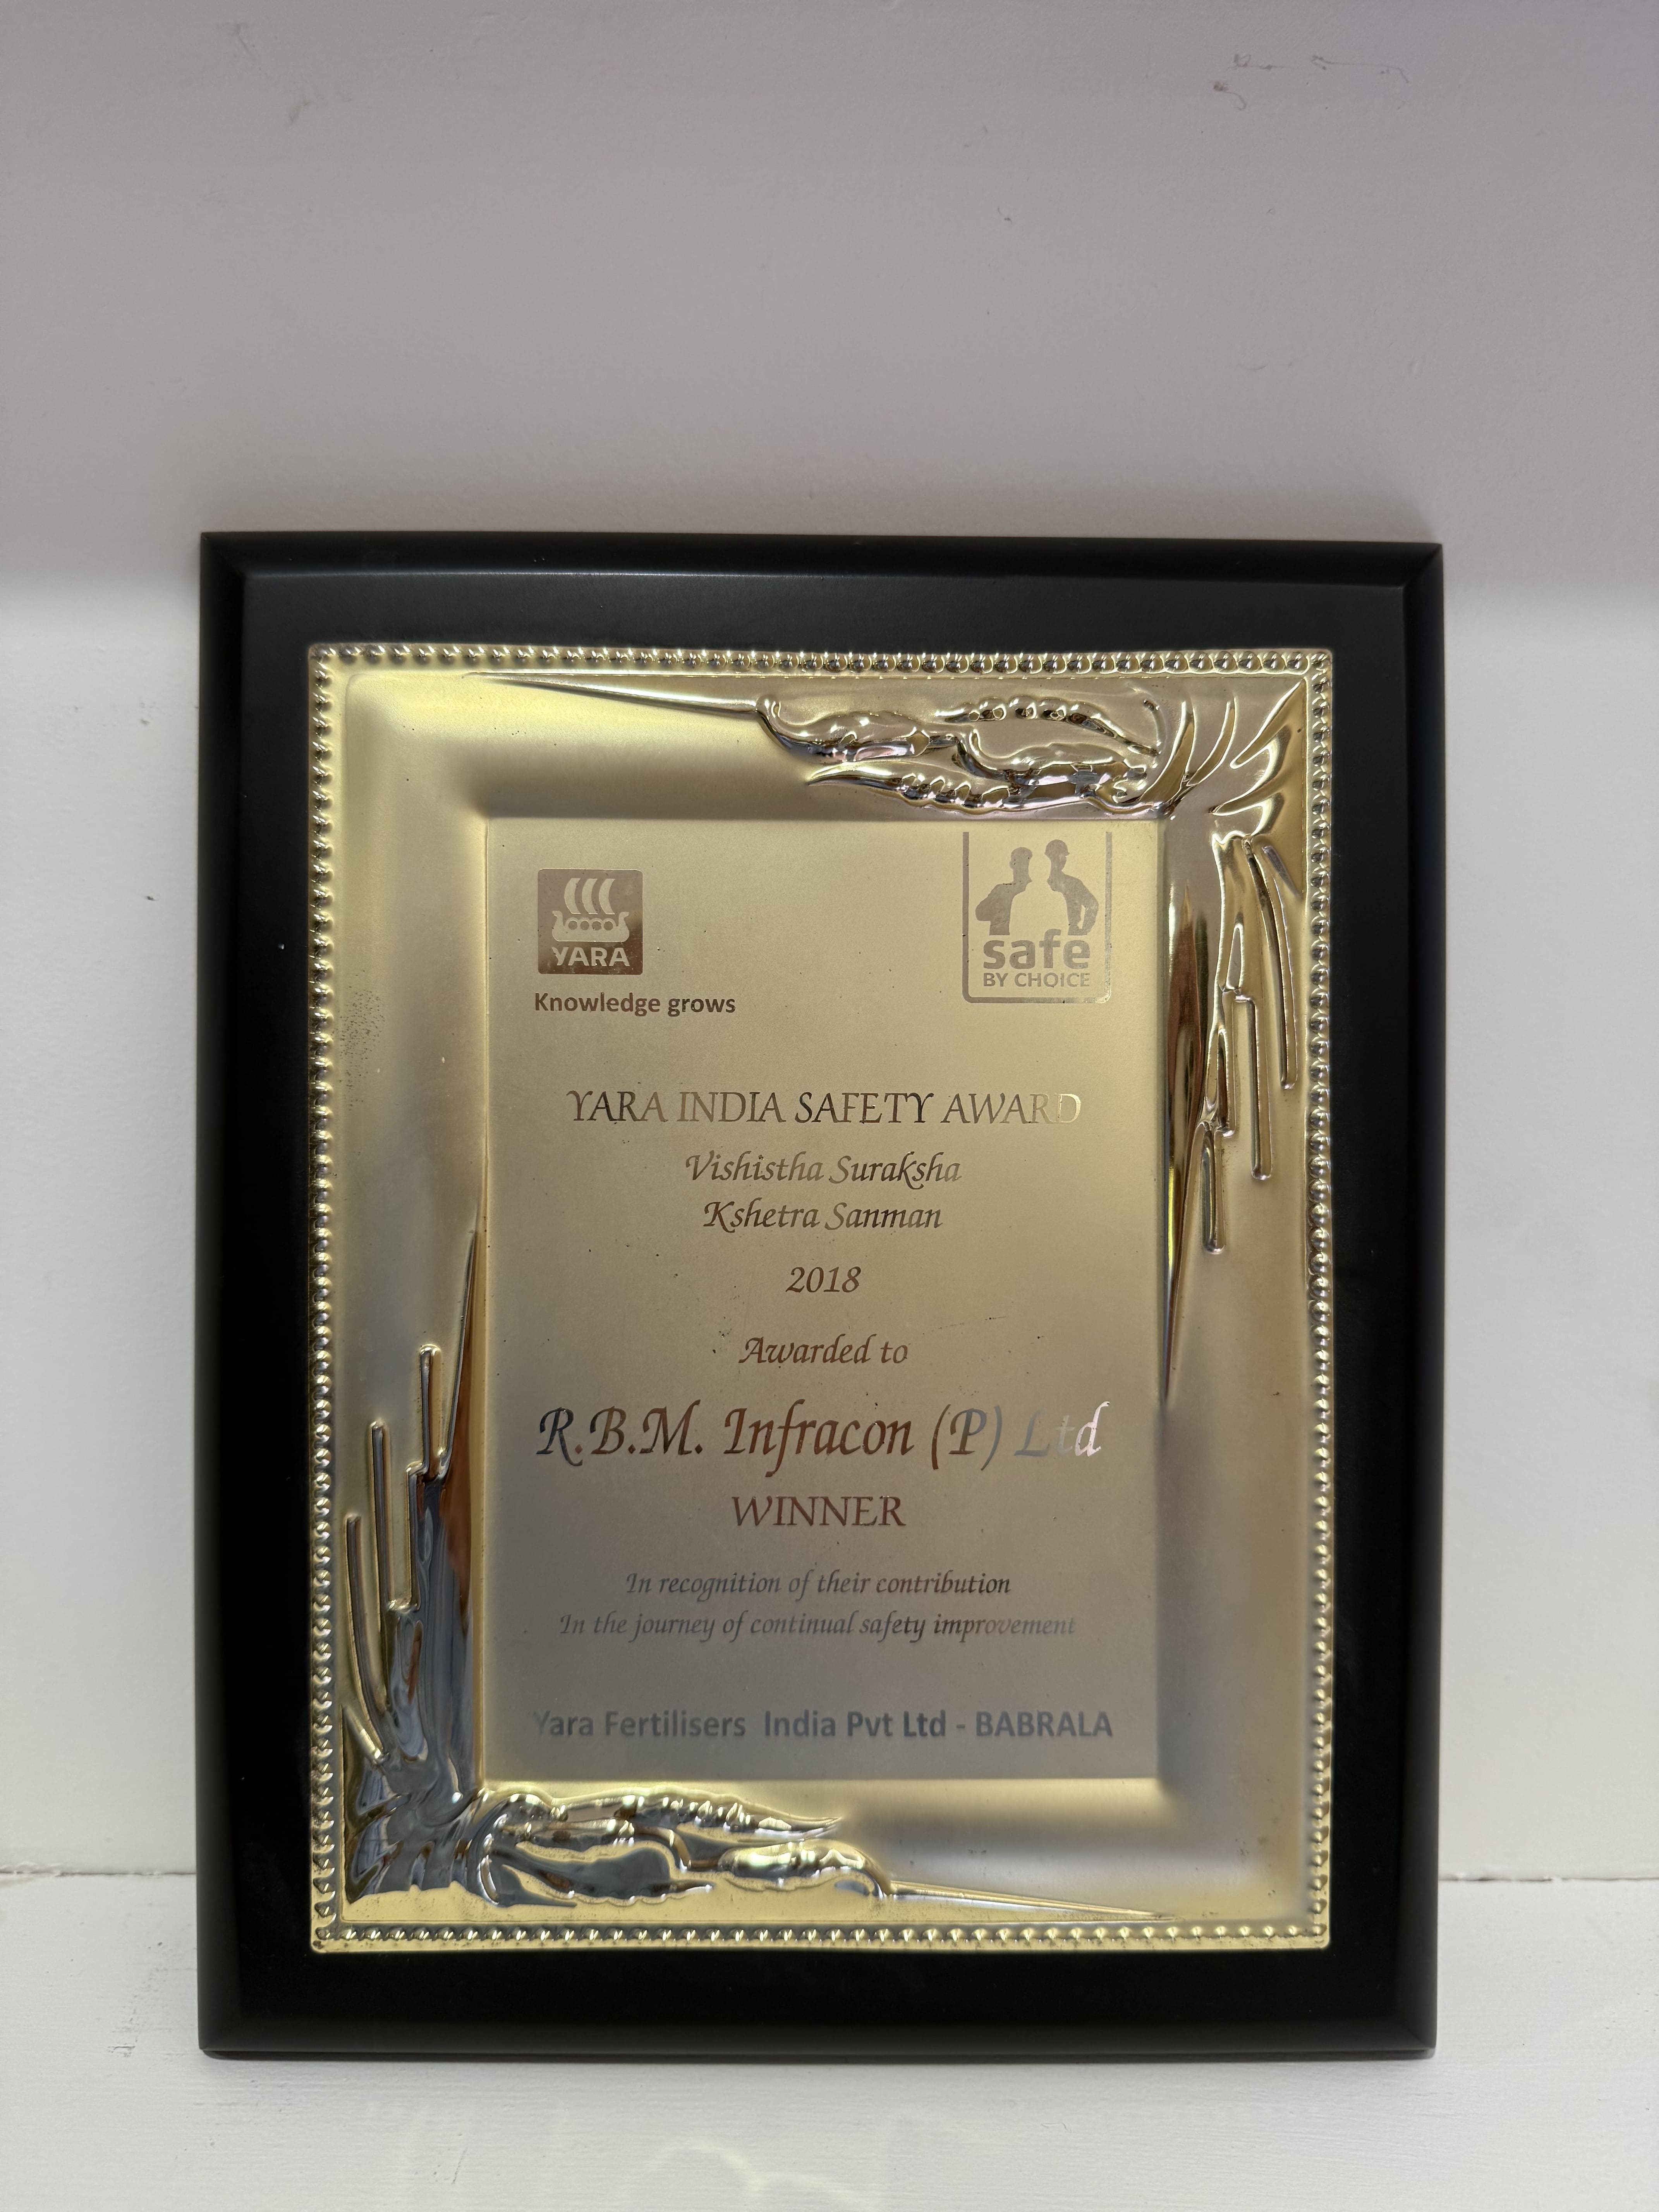 YARA
Knowledge grows
safe
BY CHOICE
YARA INDIA SAFETY AWARD
Vishistha Suraksha
Kshetra Sanman
2018
Awarded to
R.B.M. Infracon (P) Ltd
WINNER
In recognition of their contribution
In the journey of continual safety improvement
Yara Fertilisers India Pvt Ltd - BABRALA